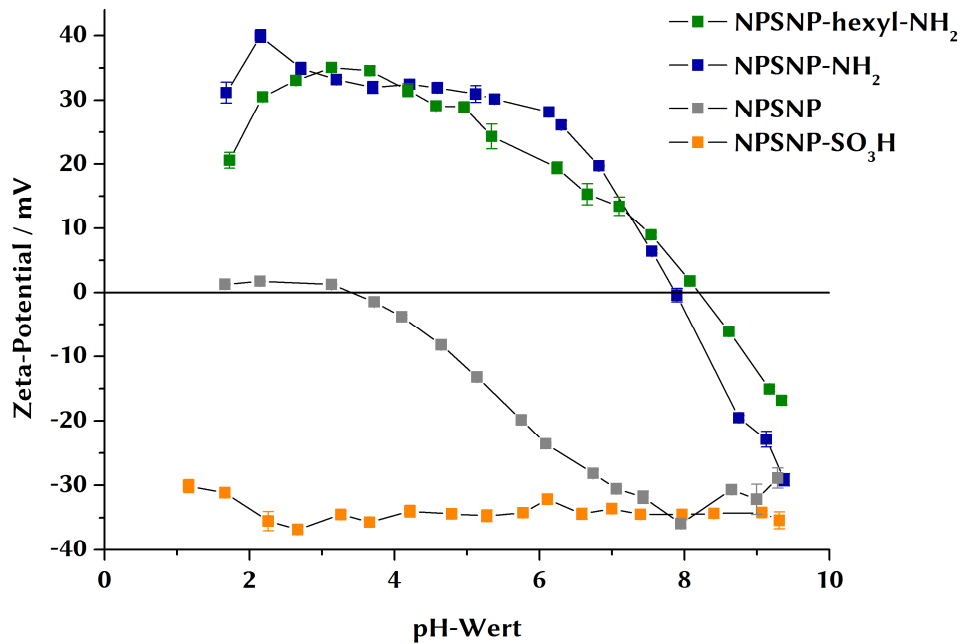 NPSNP-hexyl-NH₂
NPSNP-NH₂
NPSNP
NPSNP-SO₃H
Zeta-Potential / mV
40
30
20
10
0
-10
-20
-30
-40
0 2 4 6 8 10
pH-Wert